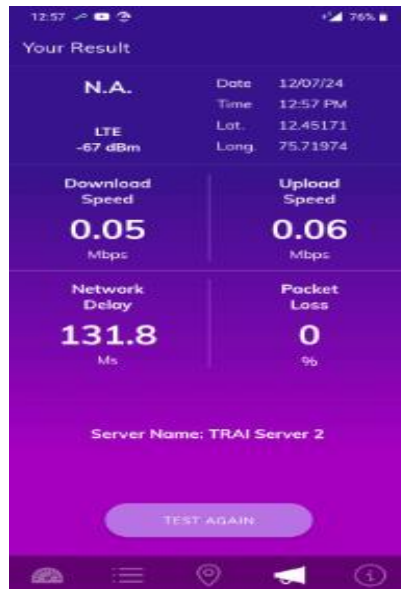 12:57 76%
Your Result
N.A.
Date 12/07/24
Time 12:57 PM
LTE
-67 dBm
Lat. 12.45171
Long. 75.71974
Download
Speed
0.05
Mbps
Upload
Speed
0.06
Mbps
Network
Delay
131.8
Ms
Packet
Loss
0
%
Server Name: TRAI Server 2
TEST AGAIN